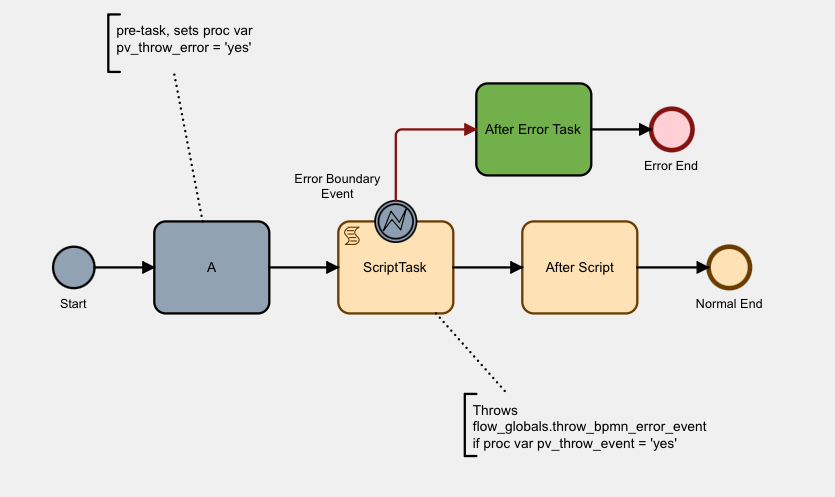 pre-task, sets proc var
pv_throw_error = 'yes'
After Error Task
Error End
Error Boundary
Event
Start
A
ScriptTask
After Script
Normal End
Throws
flow_globals.throw_bpmn_error_event
if proc var pv_throw_event = 'yes'